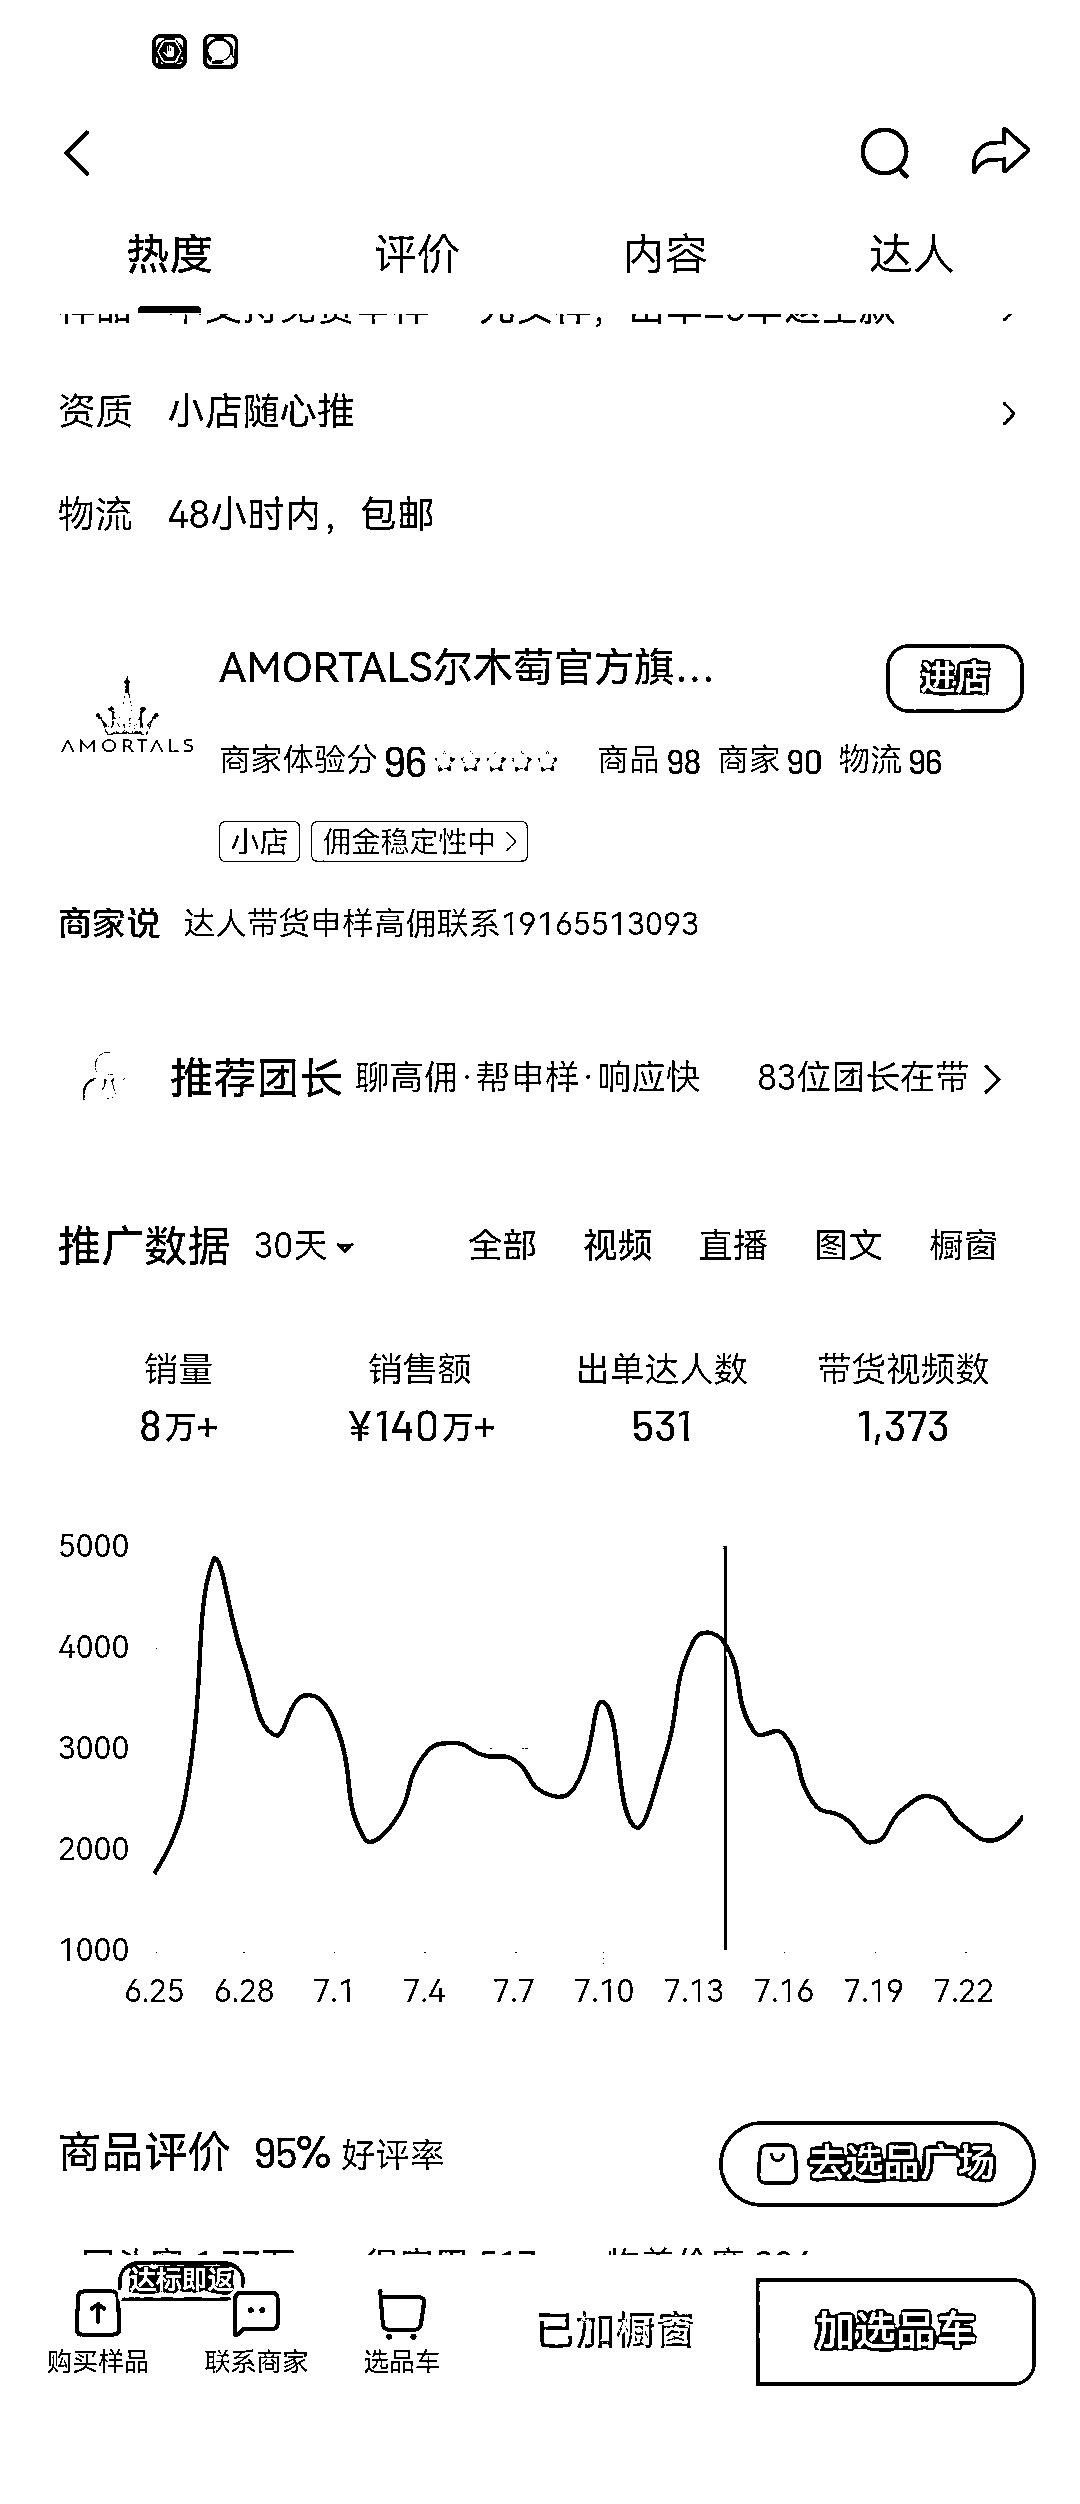 热度 评价 内容 达人
资质 小店随心推
物流 48小时内，包邮
AMORTALS尔木萄官方旗... 进店
AMORTALS
商家体验分 96 商品 98 商家 90 物流 96
小店 佣金稳定性中
商家说 达人带货申样高佣联系19165513093
推荐团长 聊高佣·帮申样·响应快 83位团长在带
推广数据 30天 全部 视频 直播 图文 橱窗
销量 销售额 出单达人数 带货视频数
8万+ ¥140万+ 531 1,373
5000
4000
3000
2000
1000
6.25 6.28 7.1 7.4 7.7 7.10 7.13 7.16 7.19 7.22
商品评价 95% 好评率 去选品广场
达标即返
购买样品 联系商家 选品车 已加橱窗 加选品车